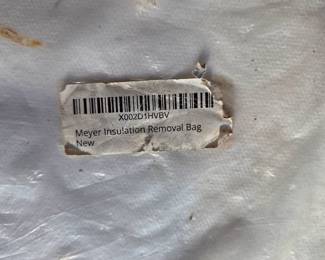 X002D1HVBV
Meyer Insulation Removal Bag
New